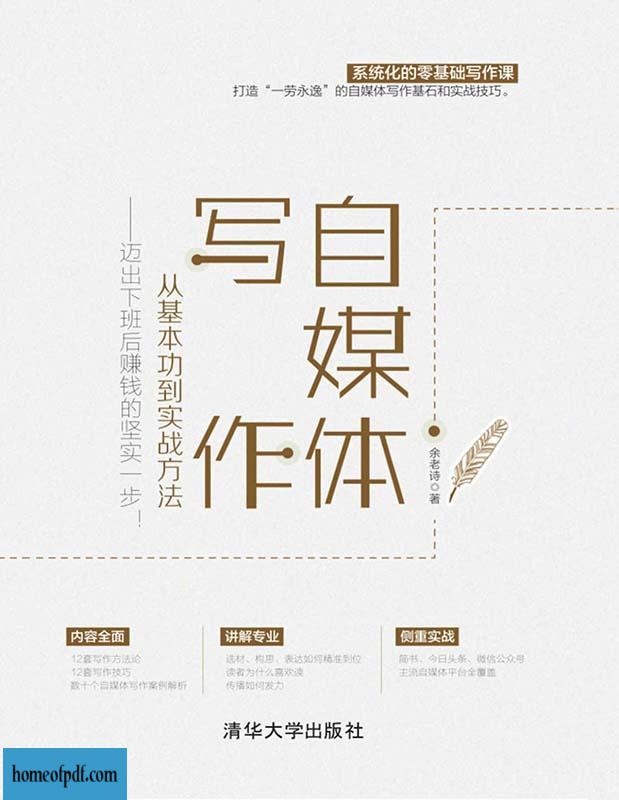 系统化的零基础写作课
打造“一劳永逸”的自媒体写作基石和实战技巧。
自媒体
写作
从基本功到实战方法
——迈出下班后赚钱的坚实一步！
余老诗◎著
内容全面
12套写作方法论
12套写作技巧
数十个自媒体写作案例解析
讲解专业
选材、构思、表达如何精准到位
读者为什么喜欢读
传播如何发力
侧重实战
简书、今日头条、微信公众号
主流自媒体平台全覆盖
清华大学出版社
homeofpdf.com